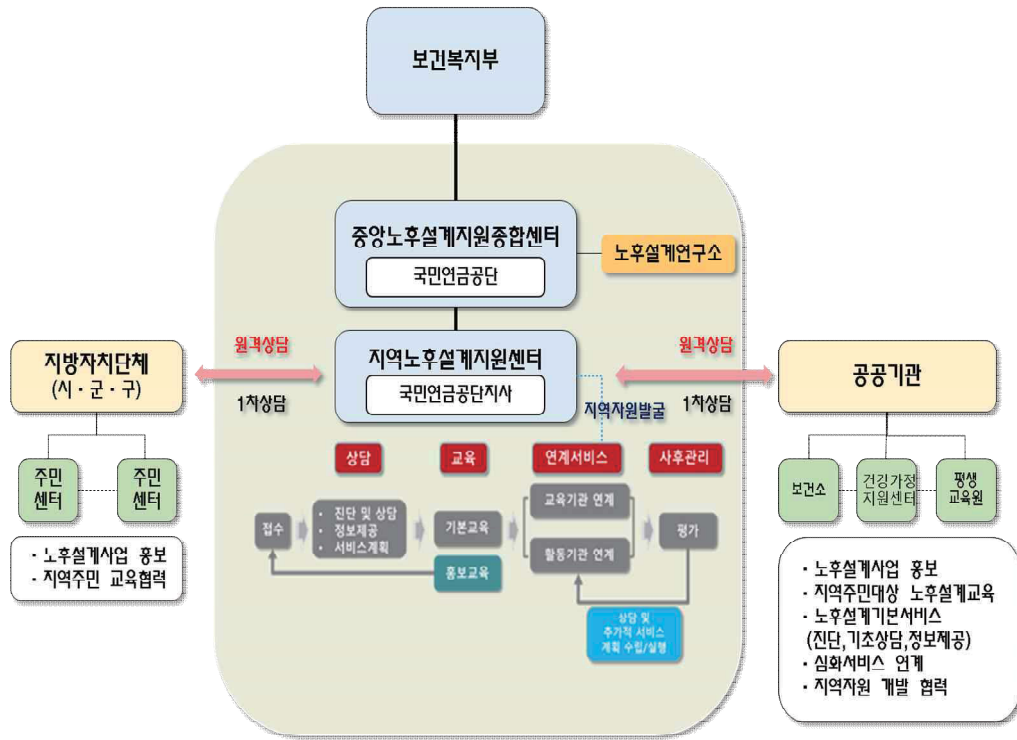 보건복지부
중앙노후설계지원종합센터
국민연금공단
노후설계연구소
지역노후설계지원센터
국민연금공단지사
지방자치단체
(시·군·구)
원격상담
1차상담
원격상담
1차상담
공공기관
지역자원발굴
주민
센터
주민
센터
· 노후설계사업 홍보
· 지역주민 교육협력
상담
교육
연계서비스
사후관리
접수
• 진단 및 상담
• 정보제공
• 서비스계획
기본교육
홍보교육
교육기관 연계
활동기관 연계
평가
상담 및
추가적 서비스
계획 수립/실행
보건소
건강가정
지원센터
평생
교육원
· 노후설계사업 홍보
· 지역주민대상 노후설계교육
· 노후설계기본서비스
(진단,기초상담,정보제공)
· 심화서비스 연계
· 지역자원 개발 협력